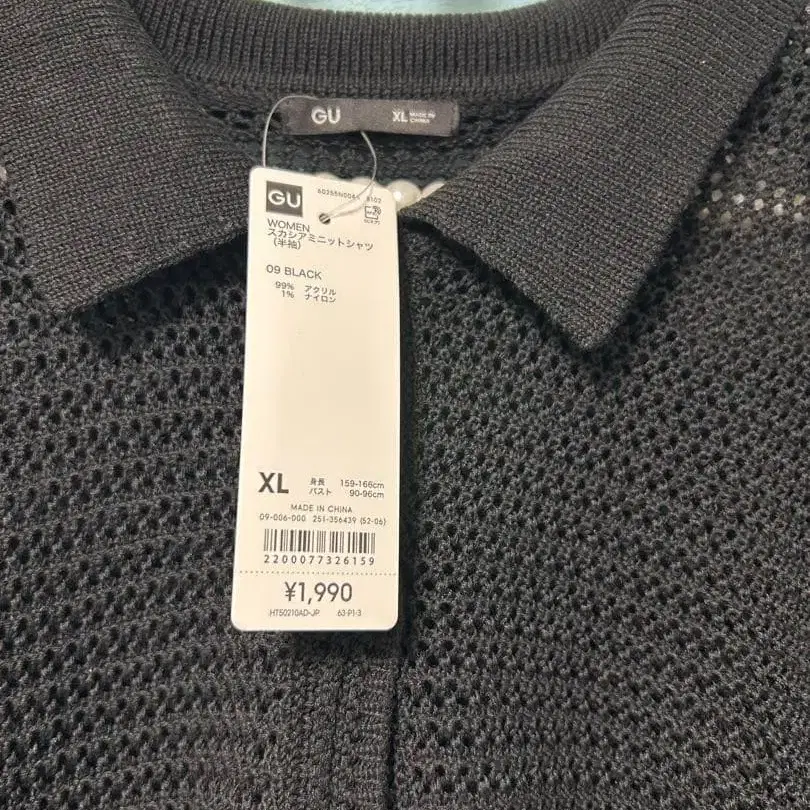 GU
XL MADE IN
CHINA
GU
WOMEN
スカシアミニットシャツ
(半袖)
09 BLACK
99% アクリル
1% ナイロン
XL 身長 159-166cm
バスト 90-96cm
MADE IN CHINA
09-006-000 251-356439 (52-06)
2200077326159
¥1,990
HT50210AD-JP 63-P1-3